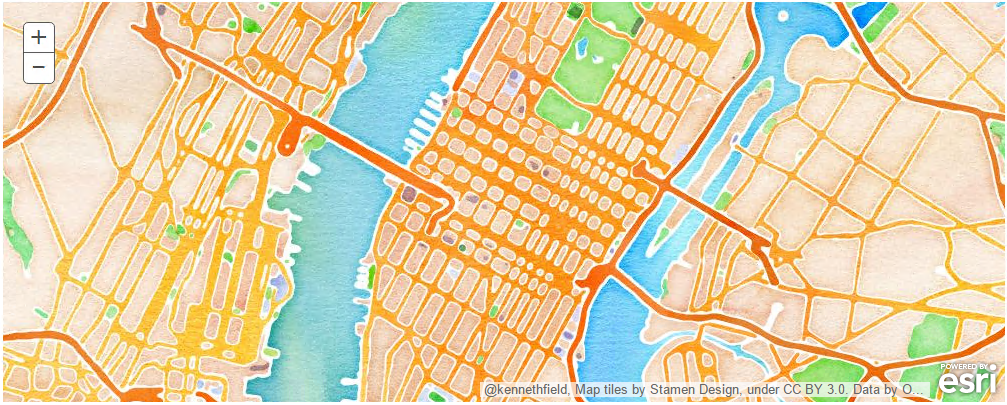 +
−
@kennethfield, Map tiles by Stamen Design, under CC BY 3.0. Data by O...
POWERED BY
esri